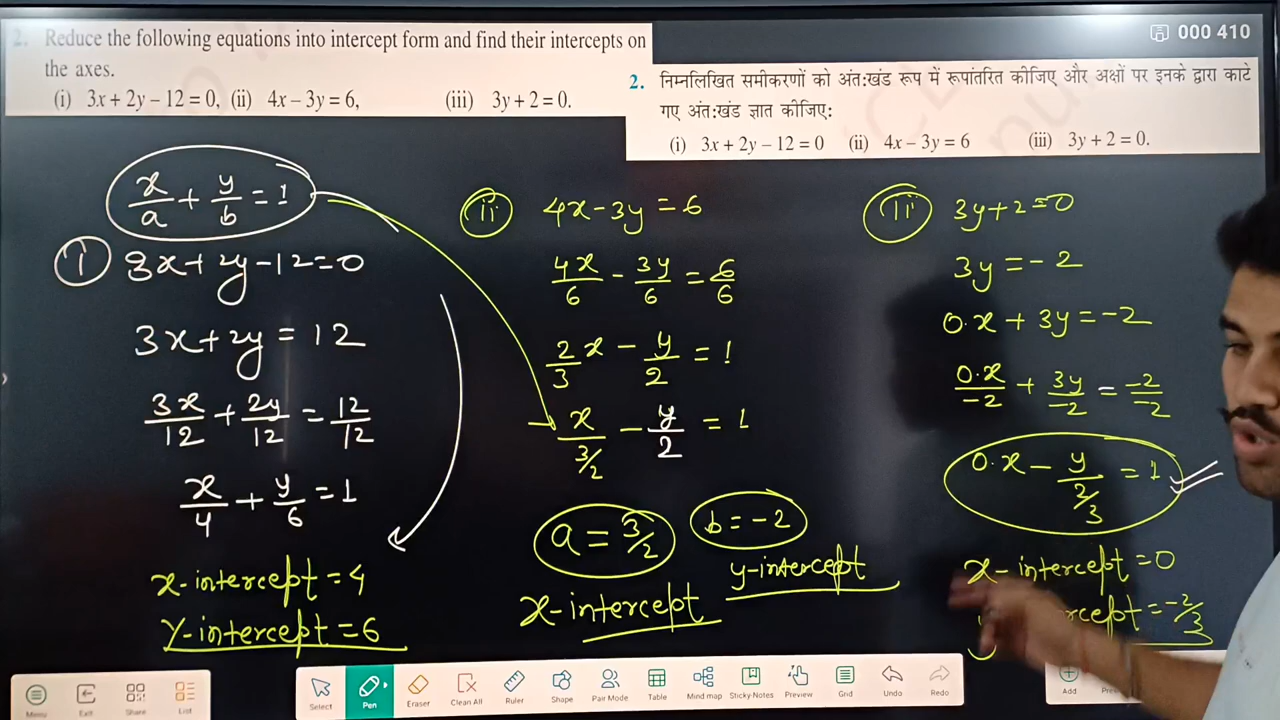 2. Reduce the following equations into intercept form and find their intercepts on
the axes.
(i) 3x + 2y – 12 = 0, (ii) 4x – 3y = 6, (iii) 3y + 2 = 0.
000 410
2. निम्नलिखित समीकरणों को अंत:खंड रूप में रूपांतरित कीजिए और अक्षों पर इनके द्वारा काटे
गए अंत:खंड ज्ञात कीजिए:
(i) 3x + 2y – 12 = 0 (ii) 4x – 3y = 6 (iii) 3y + 2 = 0.
x/a + y/b = 1
(i) 3x + 2y - 12 = 0
3x + 2y = 12
3x/12 + 2y/12 = 12/12
x/4 + y/6 = 1
x-intercept = 4
y-intercept = 6
(ii) 4x - 3y = 6
4x/6 - 3y/6 = 6/6
2/3 x - y/2 = 1
x/(3/2) - y/2 = 1
a = 3/2 b = -2
y-intercept
x-intercept
3y + 2 = 0
3y = -2
0.x + 3y = -2
0.x/-2 + 3y/-2 = -2/-2
0.x - y/(2/3) = 1
x-intercept = 0
cept = -2/3
Menu Exit Share List Select Pen Eraser Clean All Ruler Shape Pair Mode Table Mind map Sticky-Notes Preview Grid Undo Redo Add